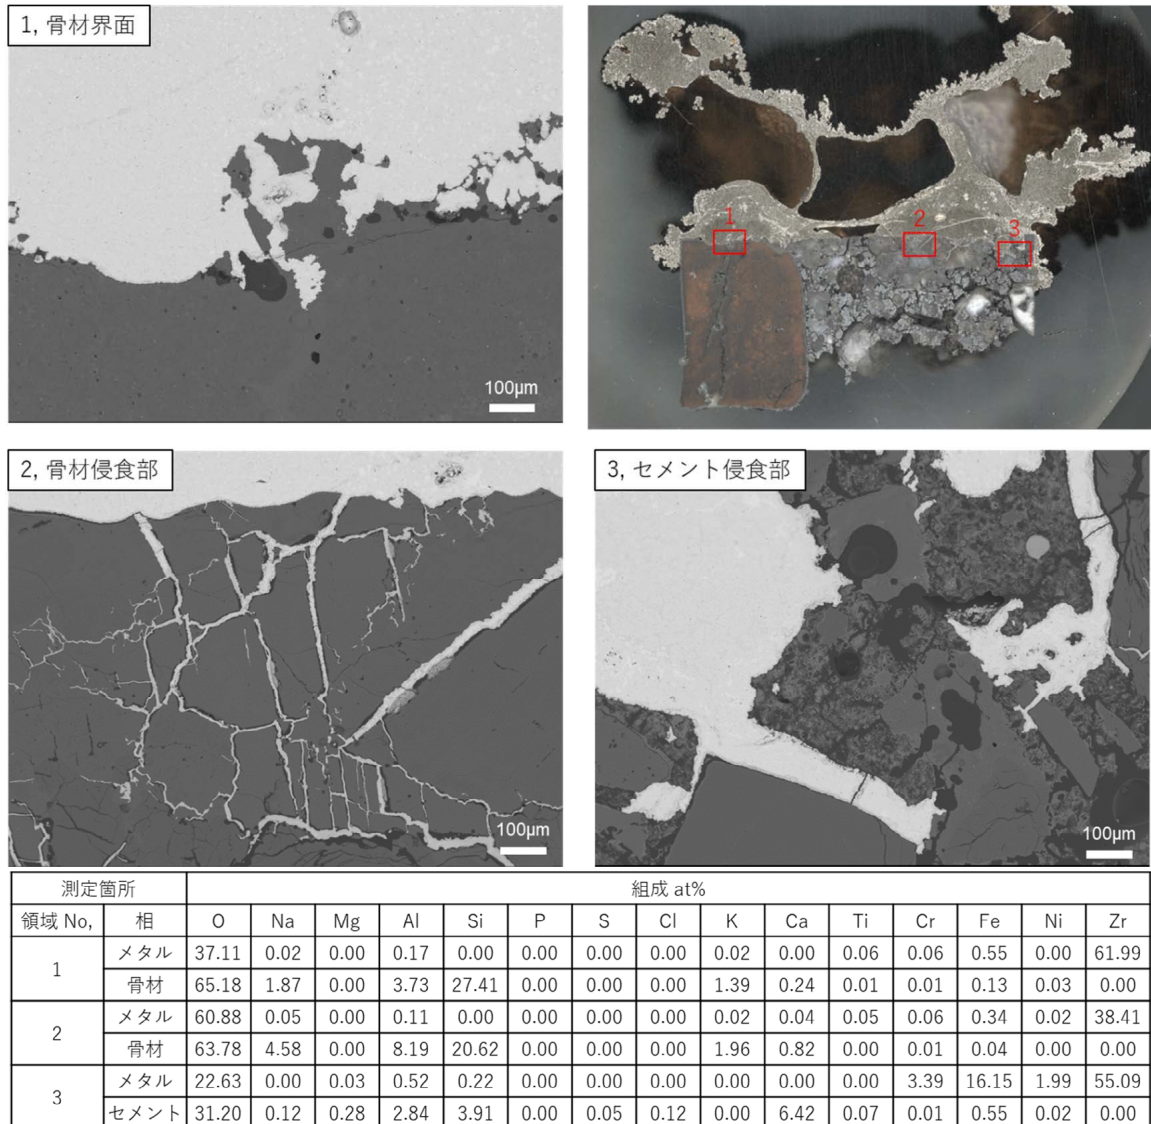 1, 骨材界面
100μm
1
2
3
2, 骨材侵食部
100μm
3, セメント侵食部
100μm
測定箇所 組成 at%
領域 No, 相 O Na Mg Al Si P S Cl K Ca Ti Cr Fe Ni Zr
1 メタル 37.11 0.02 0.00 0.17 0.00 0.00 0.00 0.00 0.02 0.00 0.06 0.06 0.55 0.00 61.99
骨材 65.18 1.87 0.00 3.73 27.41 0.00 0.00 0.00 1.39 0.24 0.01 0.01 0.13 0.03 0.00
2 メタル 60.88 0.05 0.00 0.11 0.00 0.00 0.00 0.00 0.02 0.04 0.05 0.06 0.34 0.02 38.41
骨材 63.78 4.58 0.00 8.19 20.62 0.00 0.00 0.00 1.96 0.82 0.00 0.01 0.04 0.00 0.00
3 メタル 22.63 0.00 0.03 0.52 0.22 0.00 0.00 0.00 0.00 0.00 0.00 3.39 16.15 1.99 55.09
セメント 31.20 0.12 0.28 2.84 3.91 0.00 0.05 0.12 0.00 6.42 0.07 0.01 0.55 0.02 0.00